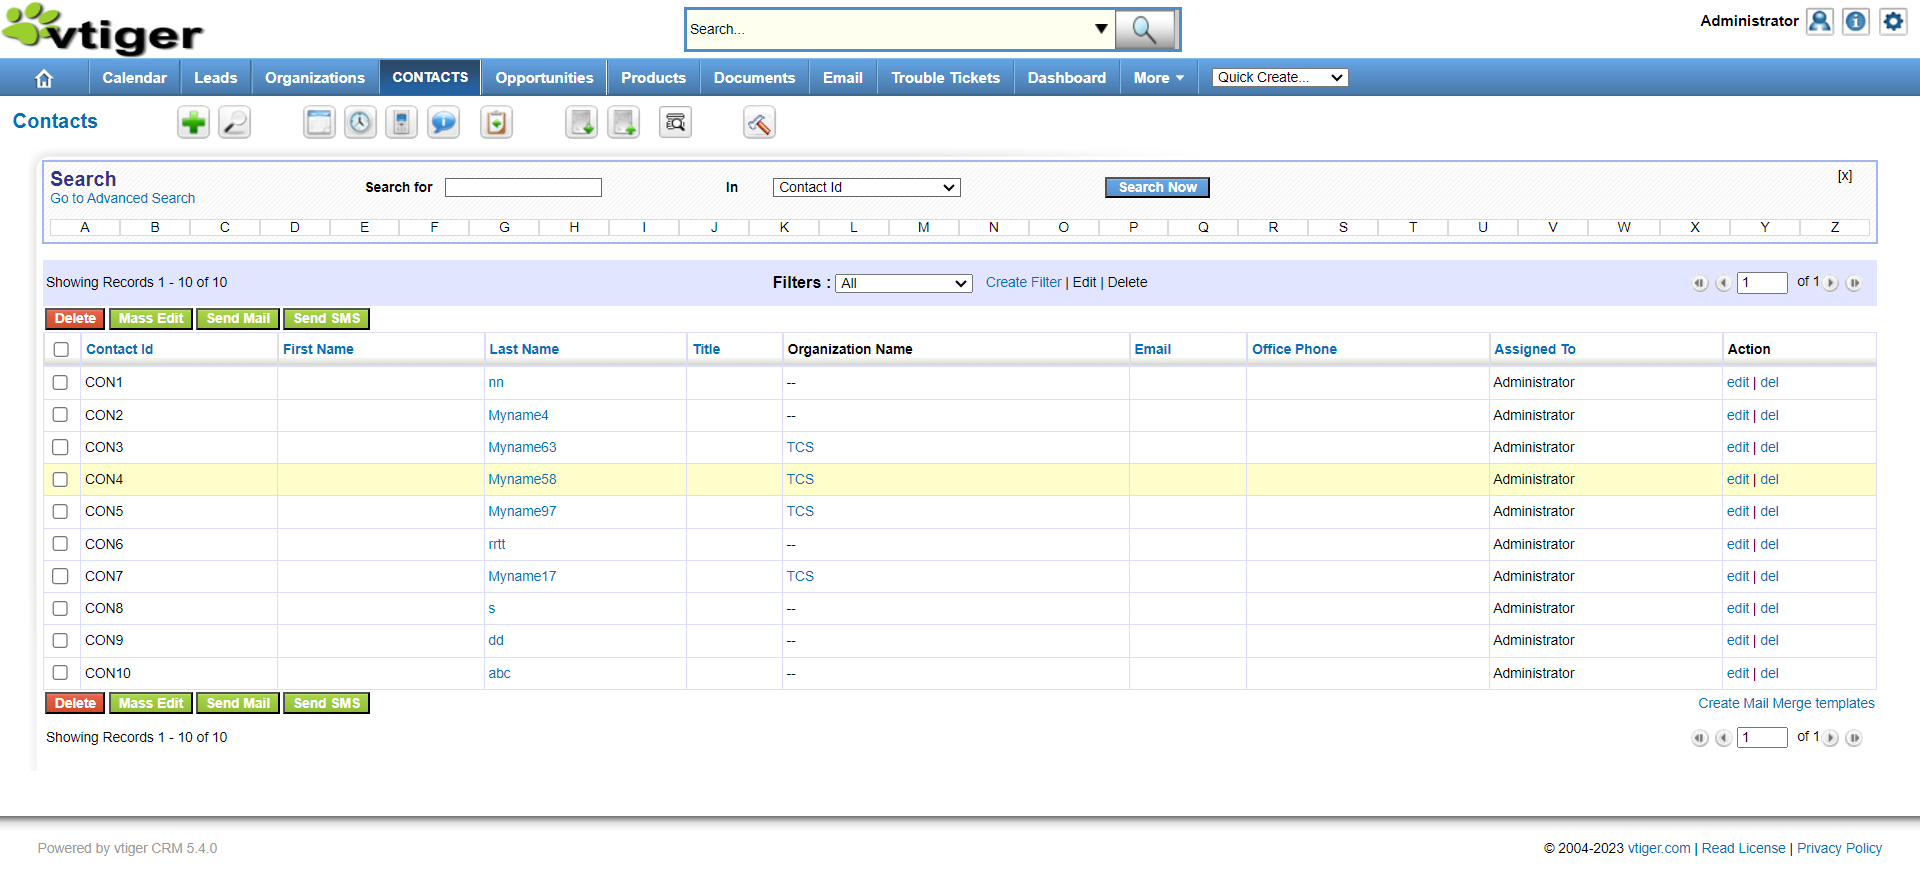 vtiger
Search...
Administrator
Calendar Leads Organizations CONTACTS Opportunities Products Documents Email Trouble Tickets Dashboard More Quick Create...
Contacts
Search
Go to Advanced Search
Search for In Contact Id Search Now [x]
A B C D E F G H I J K L M N O P Q R S T U V W X Y Z
Showing Records 1 - 10 of 10 Filters : All Create Filter | Edit | Delete 1 of 1
Delete Mass Edit Send Mail Send SMS
Contact Id First Name Last Name Title Organization Name Email Office Phone Assigned To Action
CON1 nn -- Administrator edit | del
CON2 Myname4 -- Administrator edit | del
CON3 Myname63 TCS Administrator edit | del
CON4 Myname58 TCS Administrator edit | del
CON5 Myname97 TCS Administrator edit | del
CON6 rrtt -- Administrator edit | del
CON7 Myname17 TCS Administrator edit | del
CON8 s -- Administrator edit | del
CON9 dd -- Administrator edit | del
CON10 abc -- Administrator edit | del
Delete Mass Edit Send Mail Send SMS Create Mail Merge templates
Showing Records 1 - 10 of 10 1 of 1
Powered by vtiger CRM 5.4.0 © 2004-2023 vtiger.com | Read License | Privacy Policy